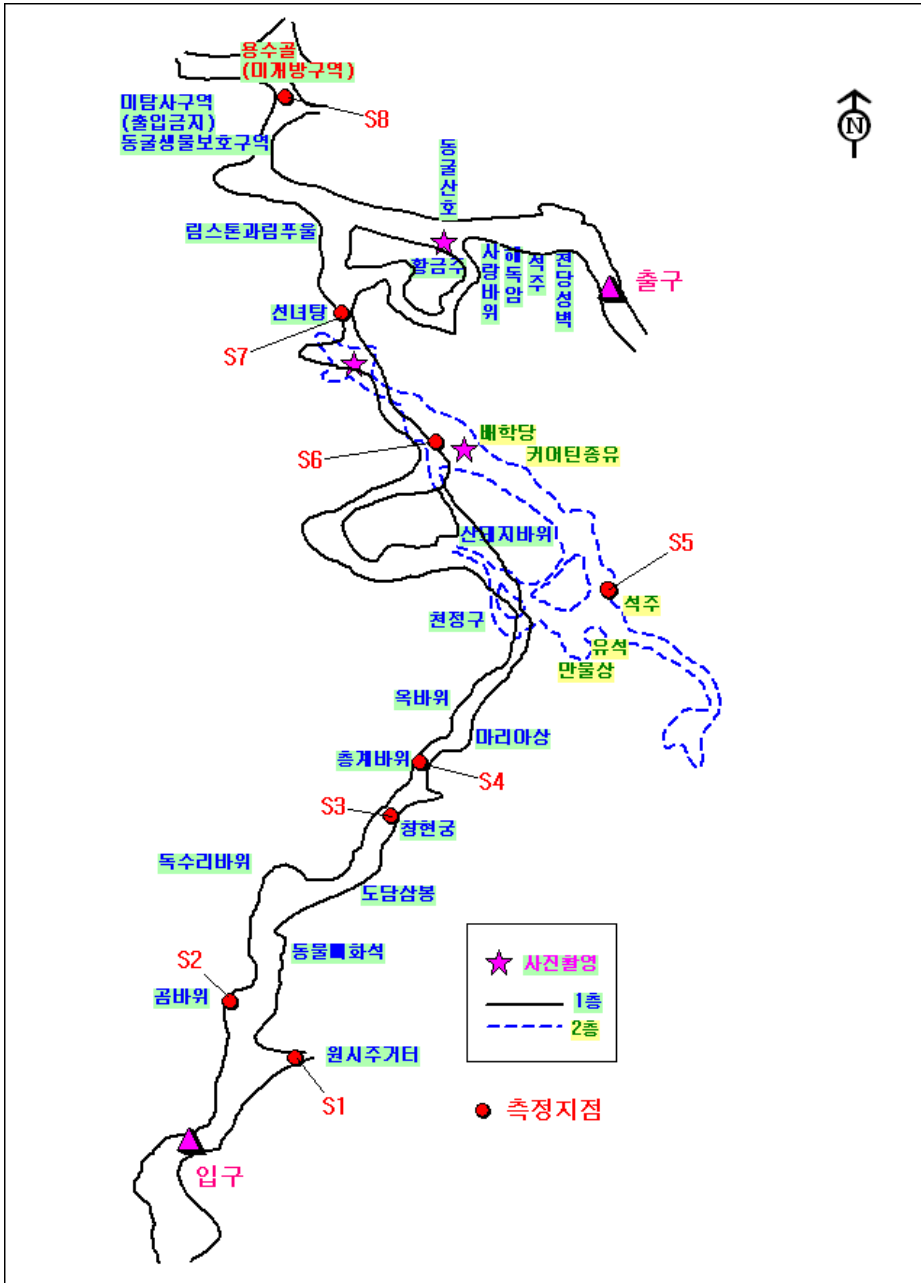 용수골
(미개방구역)
미탐사구역
(출입금지)
동굴생물보호구역
S8
N
동굴산호
림스톤과림푸울
황금주
사랑바위
해독암
석주
천당성벽
출구
선녀탕
S7
배학당
커어틴종유
S6
산돼지바위
S5
석주
천정구
유석
만물상
옥바위
마리아상
층계바위
S4
S3
창현궁
독수리바위
도담삼봉
동물■화석
S2
곰바위
사진촬영
1층
2층
원시주거터
S1
측정지점
입구